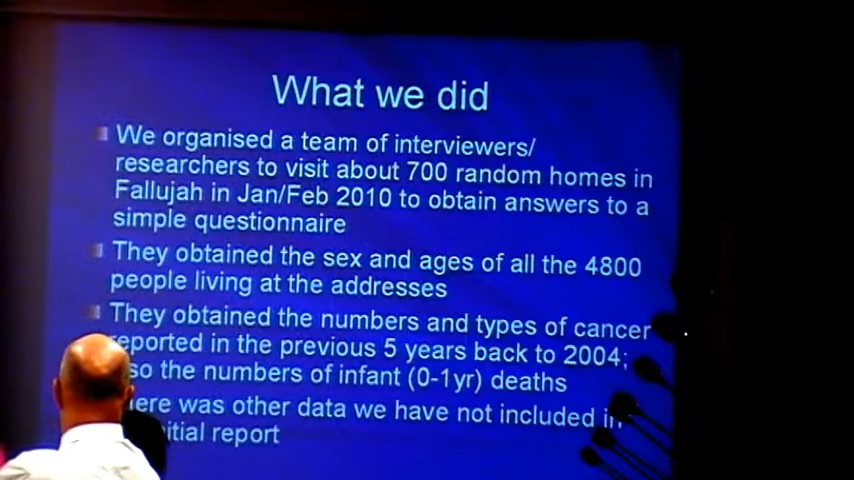 What we did
We organised a team of interviewers/
researchers to visit about 700 random homes in
Fallujah in Jan/Feb 2010 to obtain answers to a
simple questionnaire
They obtained the sex and ages of all the 4800
people living at the addresses
They obtained the numbers and types of cancer
reported in the previous 5 years back to 2004;
the numbers of infant (0-1yr) deaths
was other data we have not included in
report